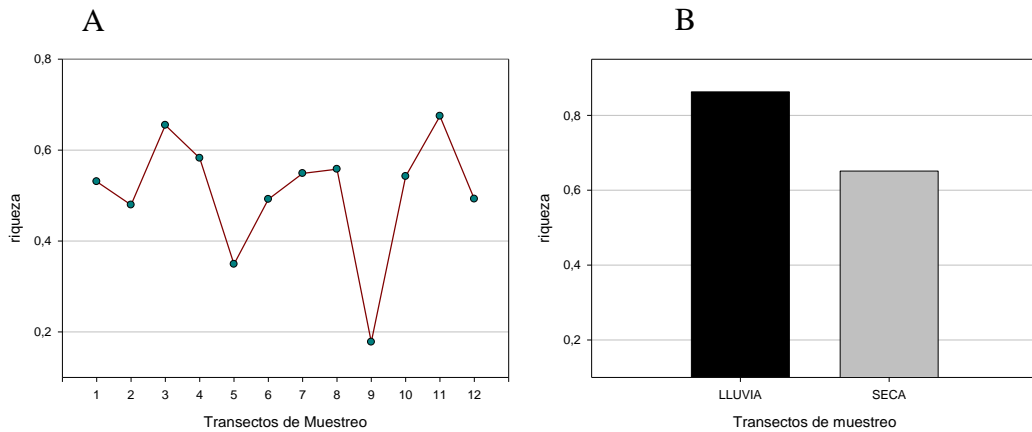 A
riqueza
0,8
0,6
0,4
0,2
1 2 3 4 5 6 7 8 9 10 11 12
Transectos de Muestreo
B
riqueza
0,8
0,6
0,4
0,2
LLUVIA SECA
Transectos de muestreo